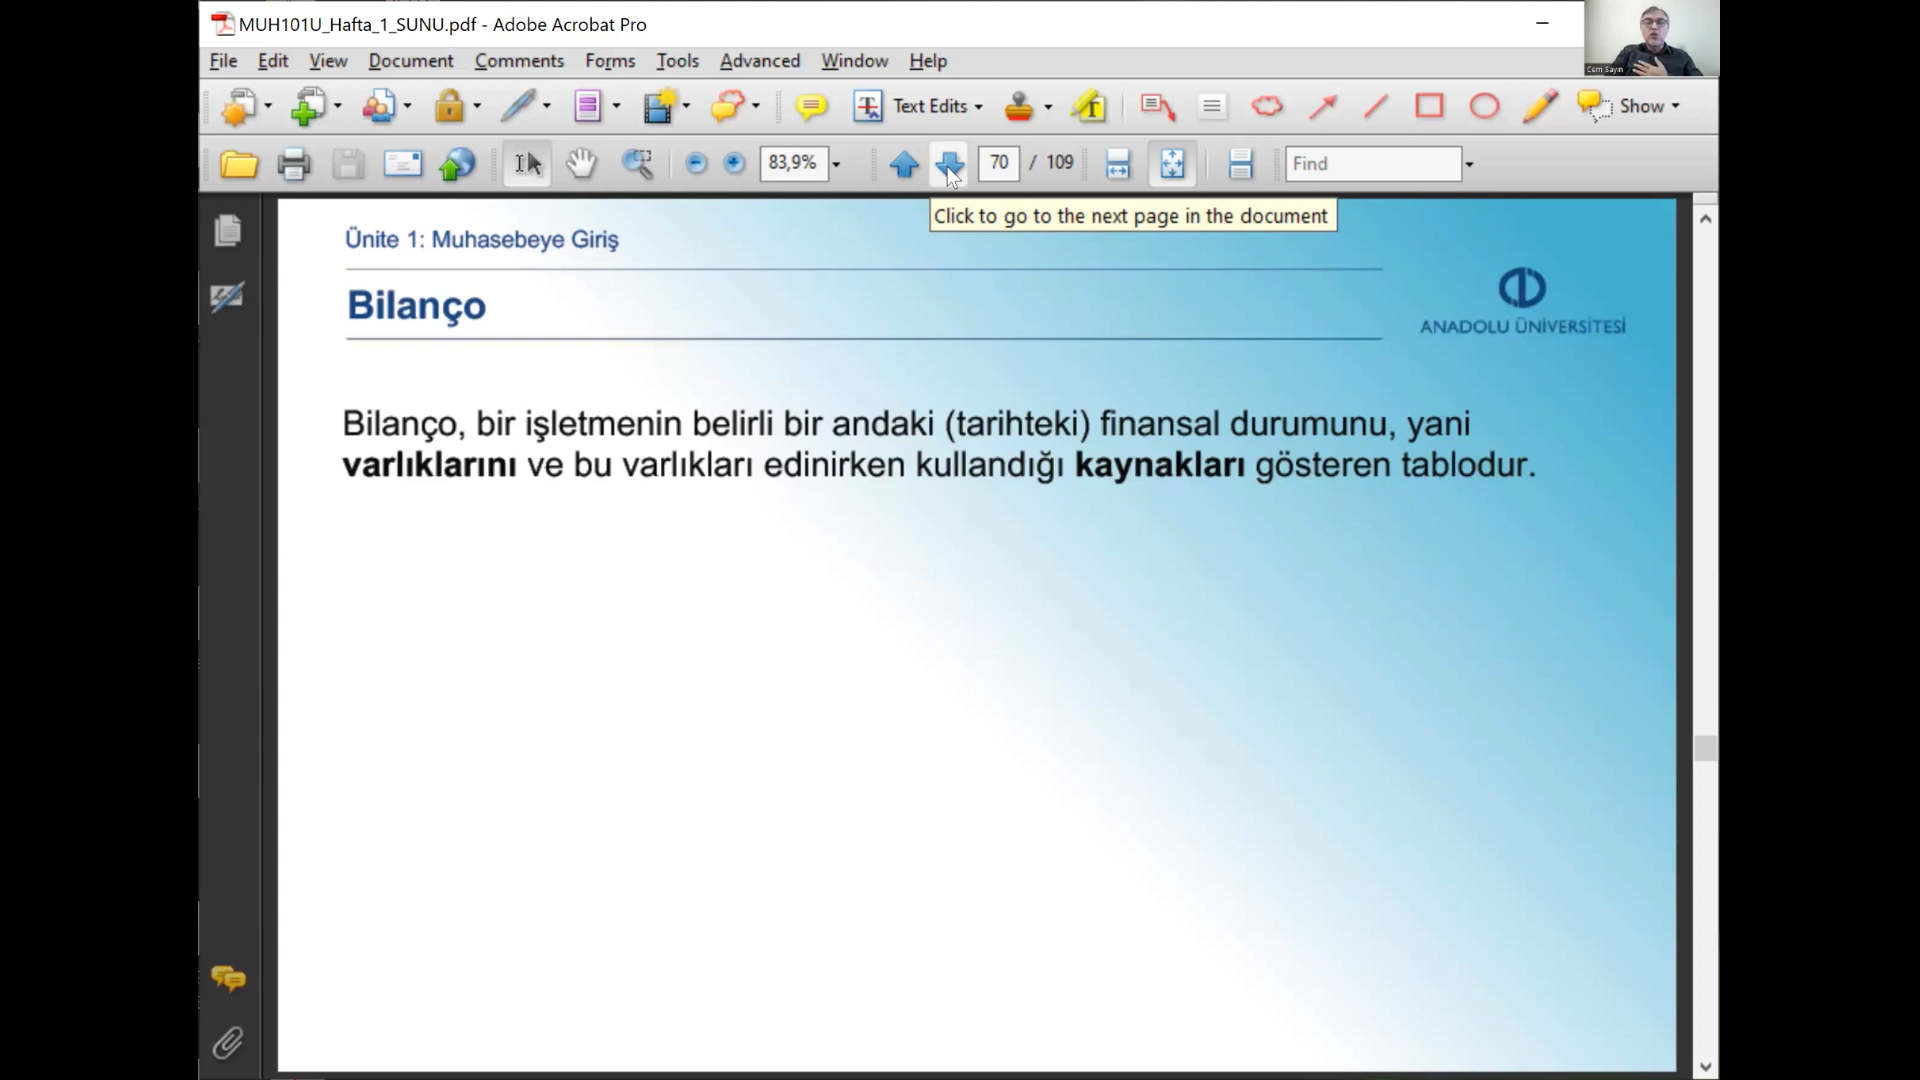 MUH101U_Hafta_1_SUNU.pdf - Adobe Acrobat Pro
Cem Sayın
File Edit View Document Comments Forms Tools Advanced Window Help
Text Edits
Show
83,9%
70 / 109
Find
Click to go to the next page in the document
Ünite 1: Muhasebeye Giriş
Bilanço
ANADOLU ÜNİVERSİTESİ
Bilanço, bir işletmenin belirli bir andaki (tarihteki) finansal durumunu, yani
varlıklarını ve bu varlıkları edinirken kullandığı kaynakları gösteren tablodur.